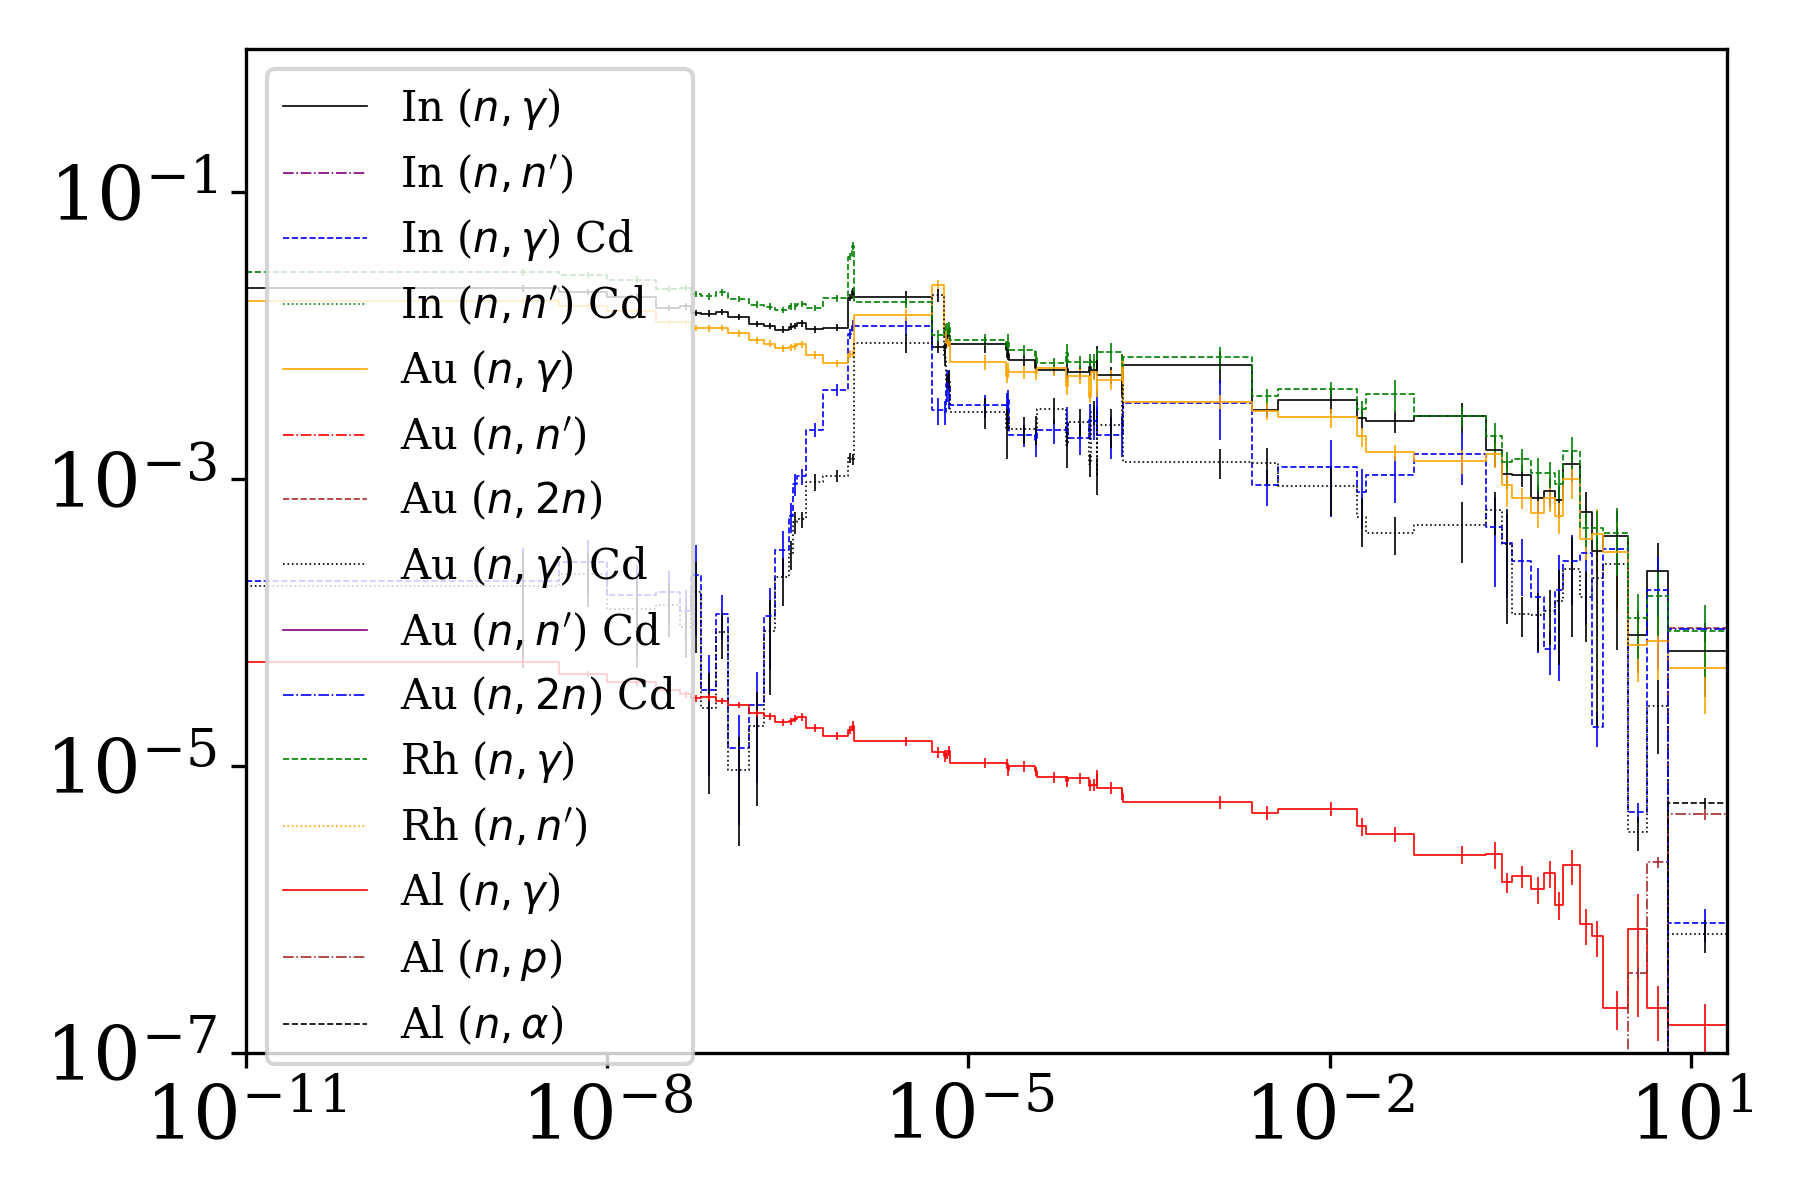 In (n, γ)
In (n, n′)
In (n, γ) Cd
In (n, n′) Cd
Au (n, γ)
Au (n, n′)
Au (n, 2n)
Au (n, γ) Cd
Au (n, n′) Cd
Au (n, 2n) Cd
Rh (n, γ)
Rh (n, n′)
Al (n, γ)
Al (n, p)
Al (n, α)
10⁻¹
10⁻³
10⁻⁵
10⁻⁷
10⁻¹¹ 10⁻⁸ 10⁻⁵ 10⁻² 10¹